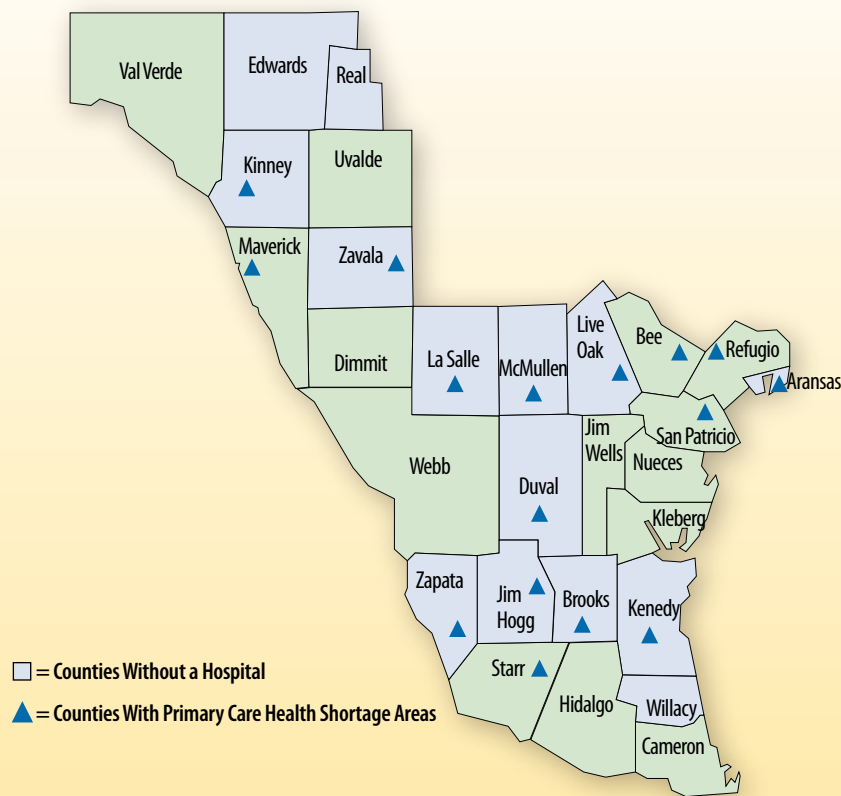 Val Verde
Edwards
Real
Kinney
Uvalde
Maverick
Zavala
Dimmit
La Salle
McMullen
Live
Oak
Bee
Refugio
Aransas
San Patricio
Jim
Wells
Nueces
Webb
Duval
Kleberg
Zapata
Jim
Hogg
Brooks
Kenedy
Starr
Hidalgo
Willacy
Cameron
= Counties Without a Hospital
= Counties With Primary Care Health Shortage Areas